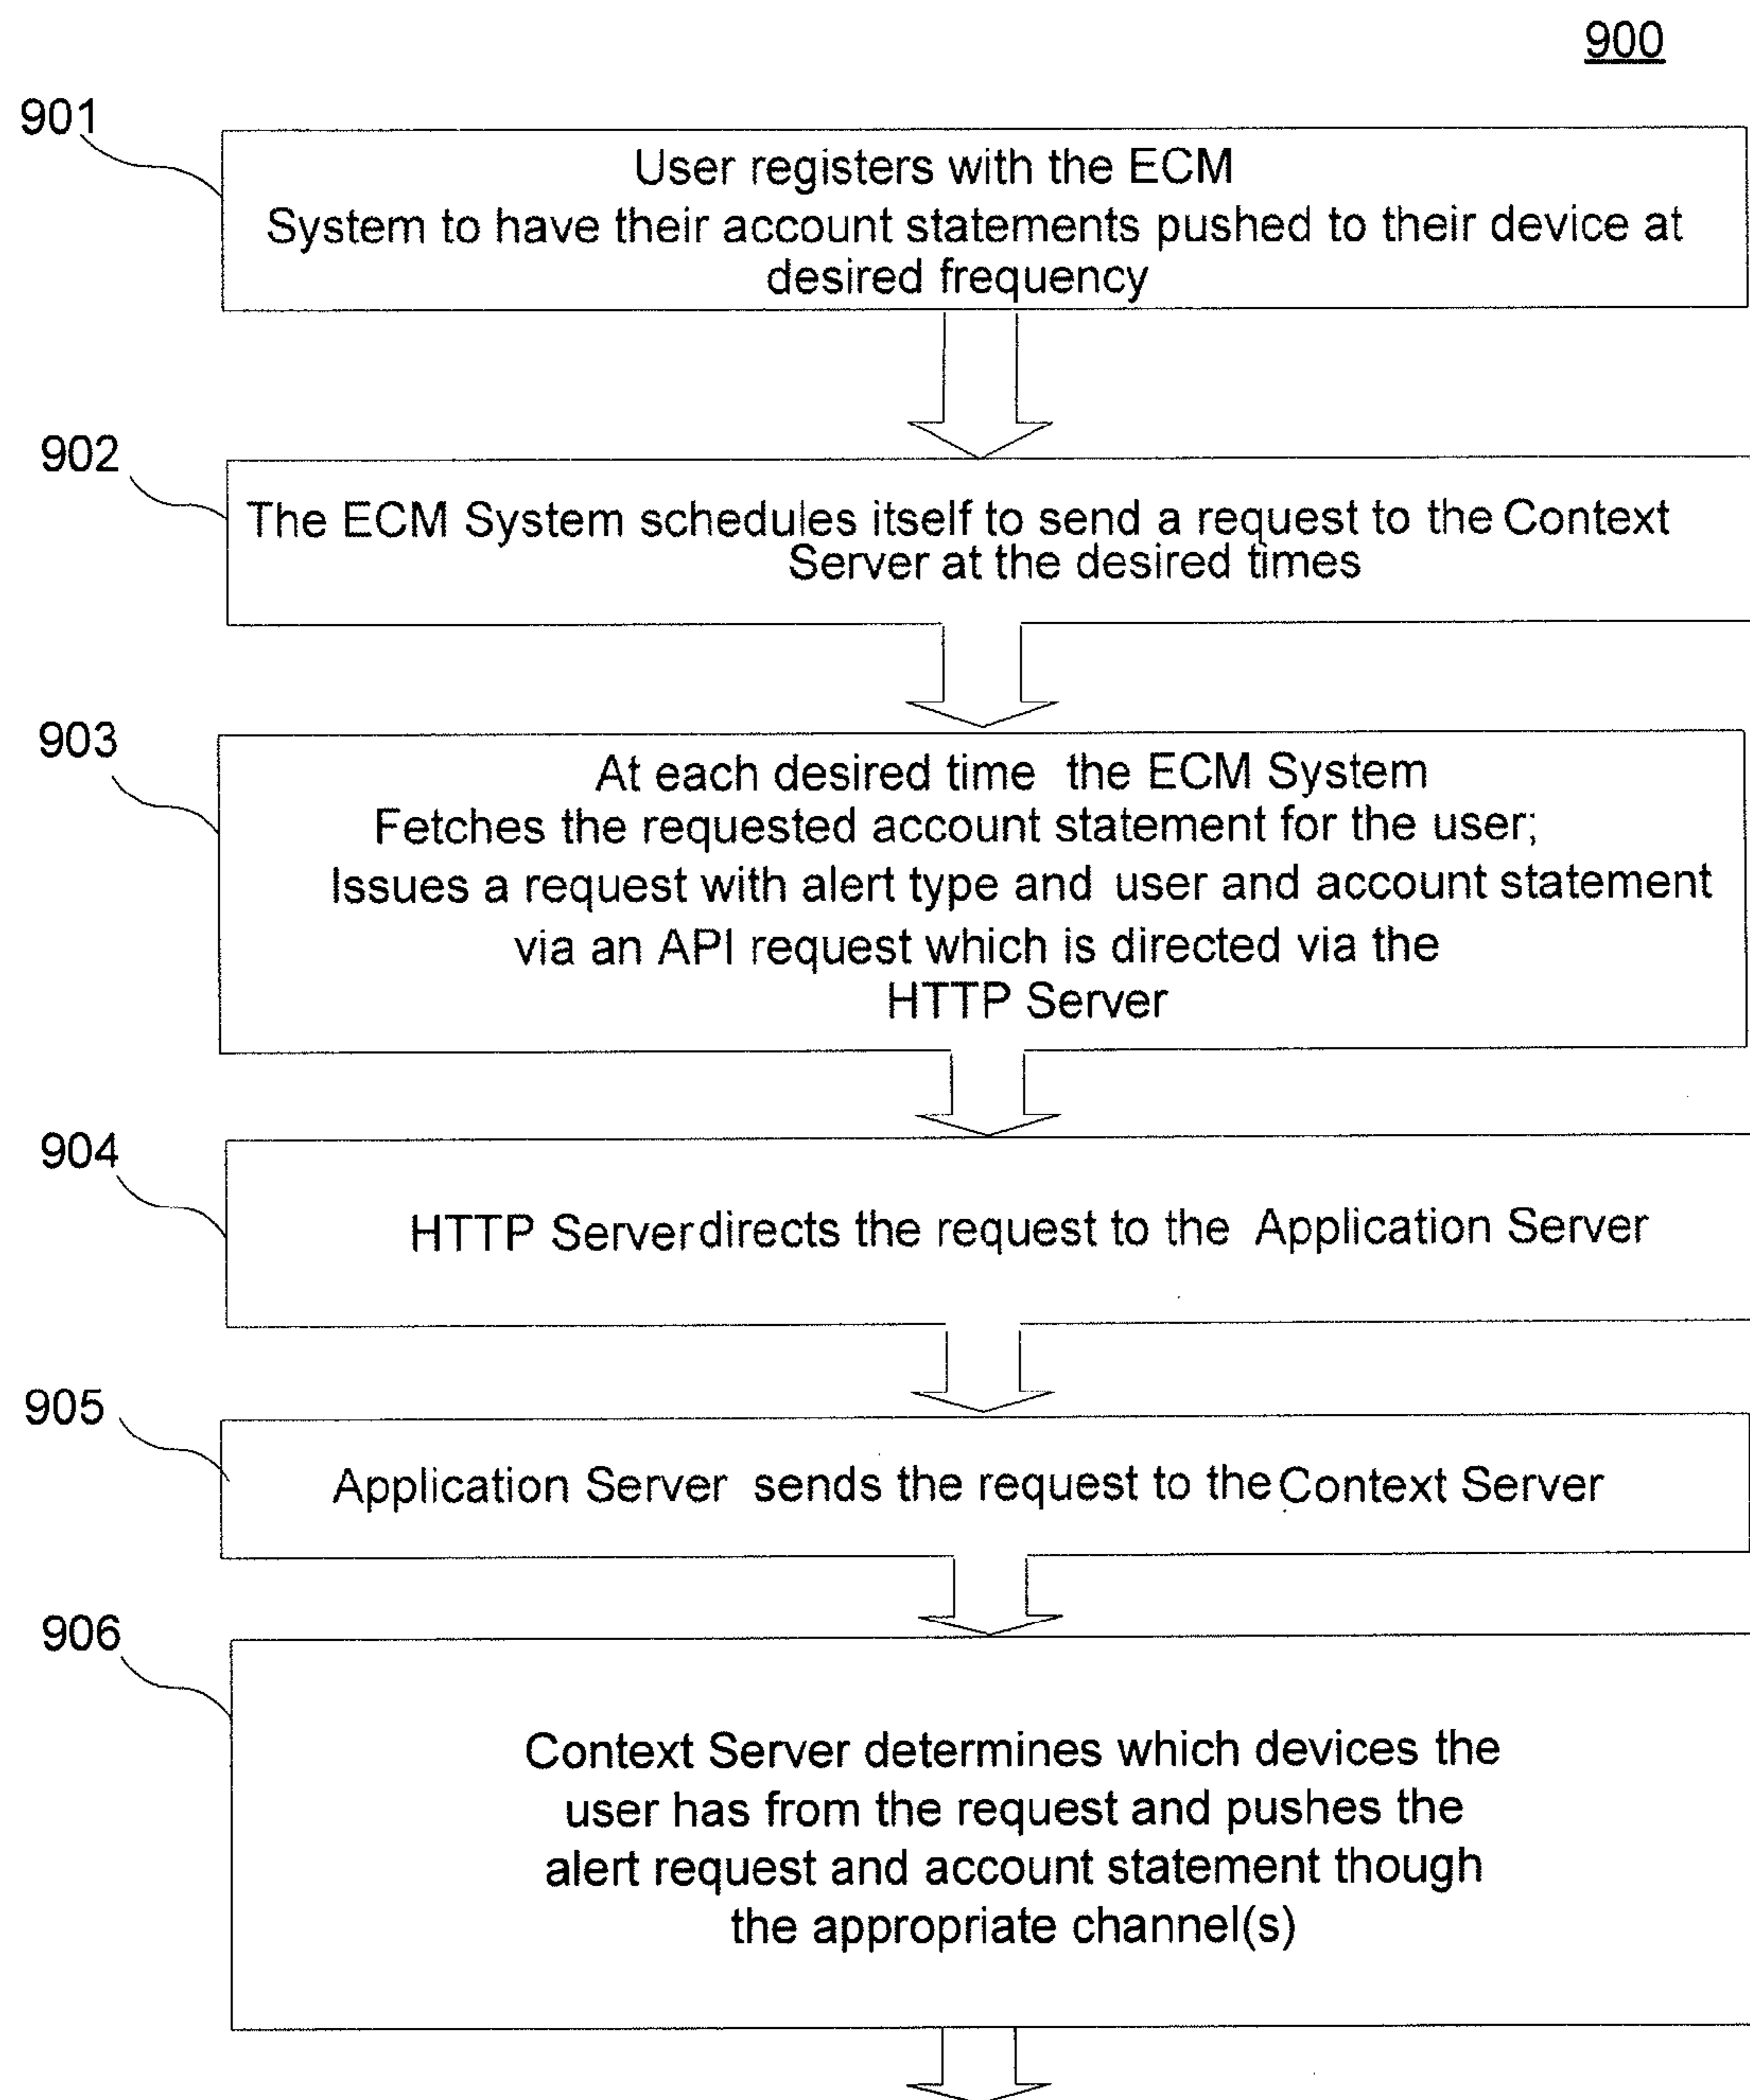 900
901
User registers with the ECM
System to have their account statements pushed to their device at
desired frequency
902
The ECM System schedules itself to send a request to the Context
Server at the desired times
903
At each desired time the ECM System
Fetches the requested account statement for the user;
Issues a request with alert type and user and account statement
via an API request which is directed via the
HTTP Server
904
HTTP Server directs the request to the Application Server
905
Application Server sends the request to the Context Server
906
Context Server determines which devices the
user has from the request and pushes the
alert request and account statement though
the appropriate channel(s)